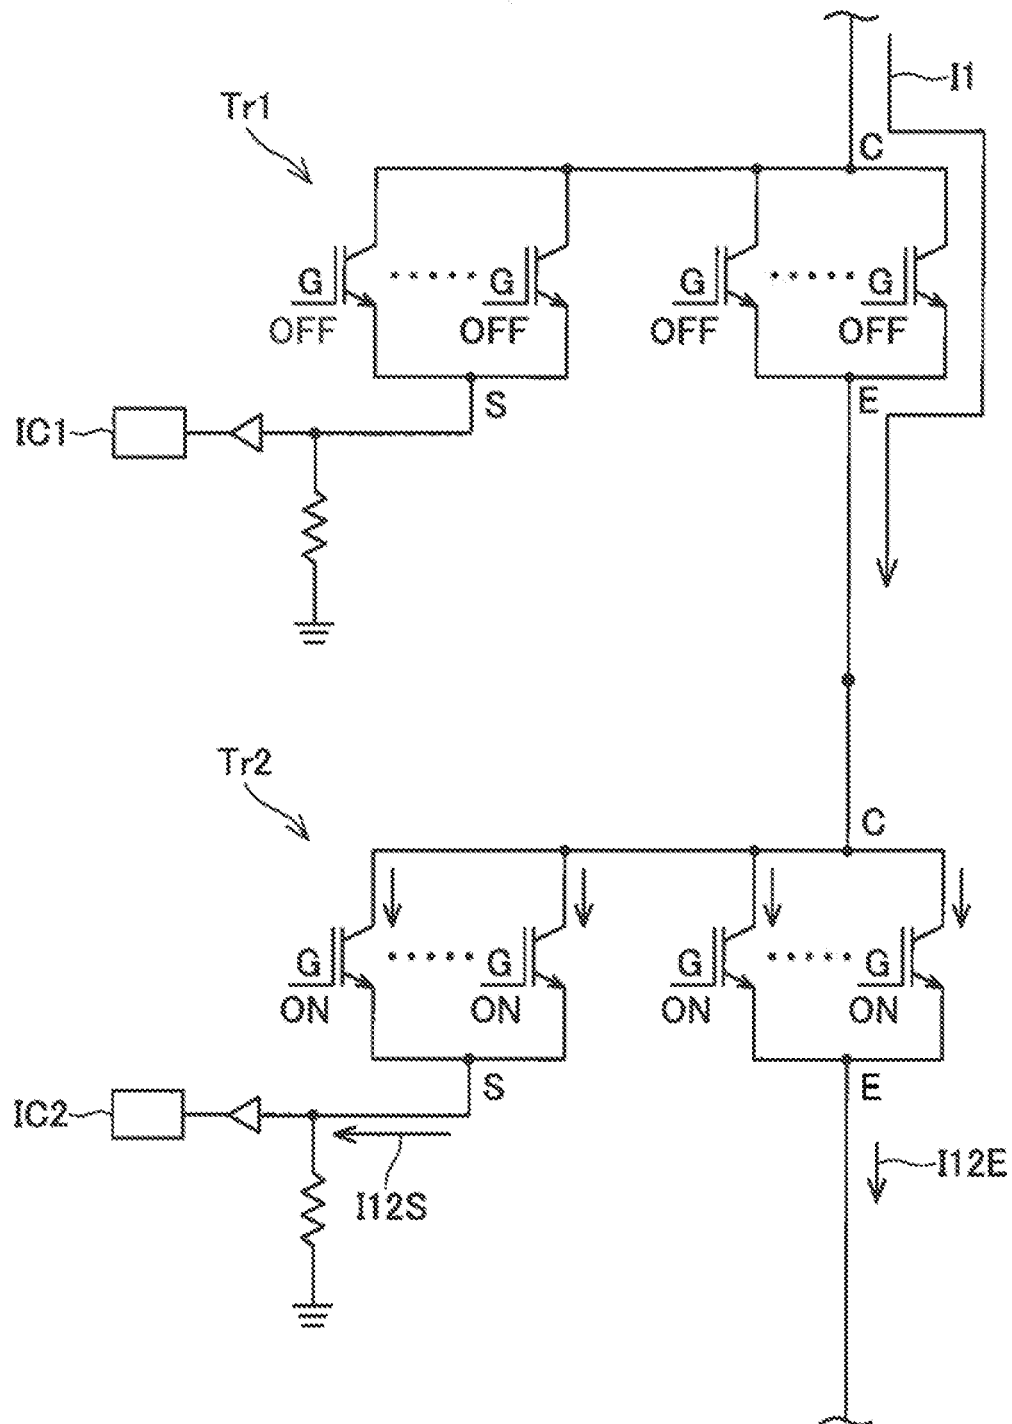 I1
Tr1
C
G G G G
OFF OFF OFF OFF
S E
IC1
Tr2
C
G G G G
ON ON ON ON
S E
IC2
I12S
I12E